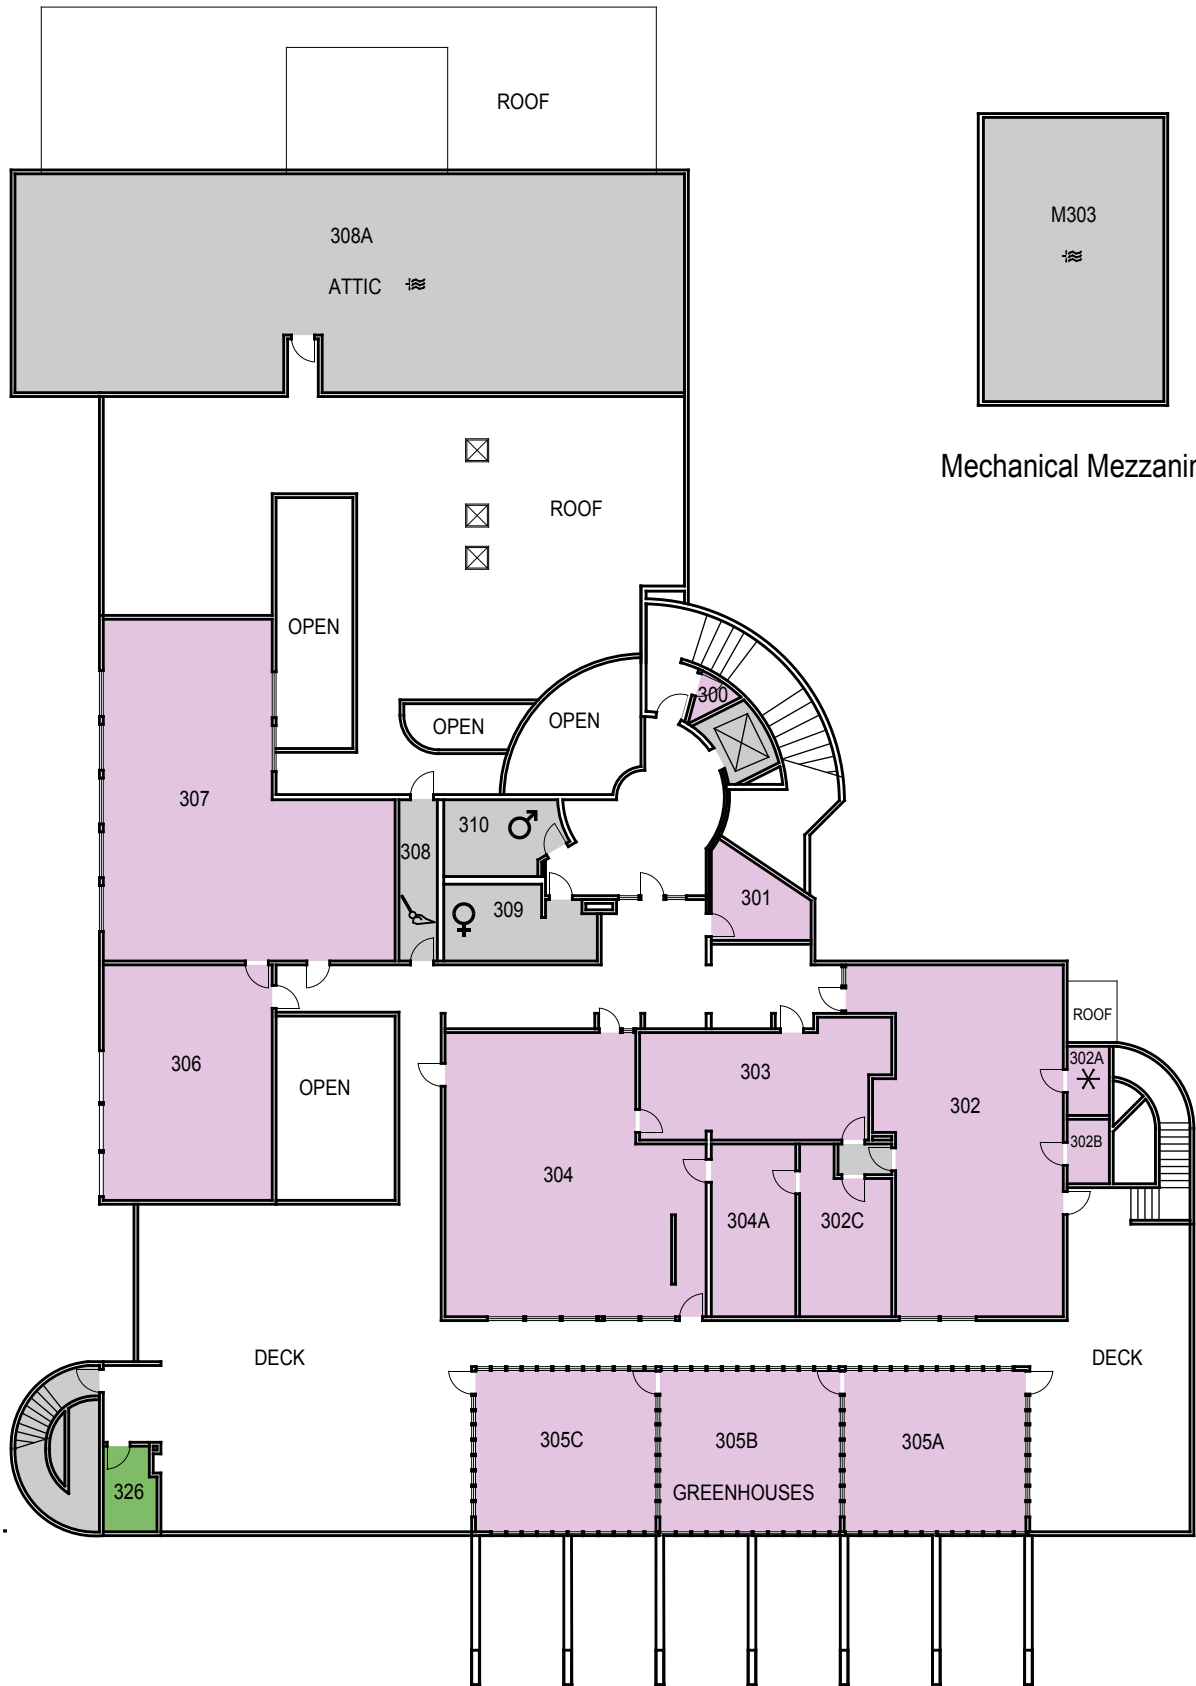 ROOF
M303
308A
ATTIC
Mechanical Mezzanin
ROOF
OPEN
300
OPEN
OPEN
307
310
308
301
309
ROOF
302A
306
303
OPEN
302
302B
304
304A
302C
DECK
DECK
305C
305B
305A
326
GREENHOUSES